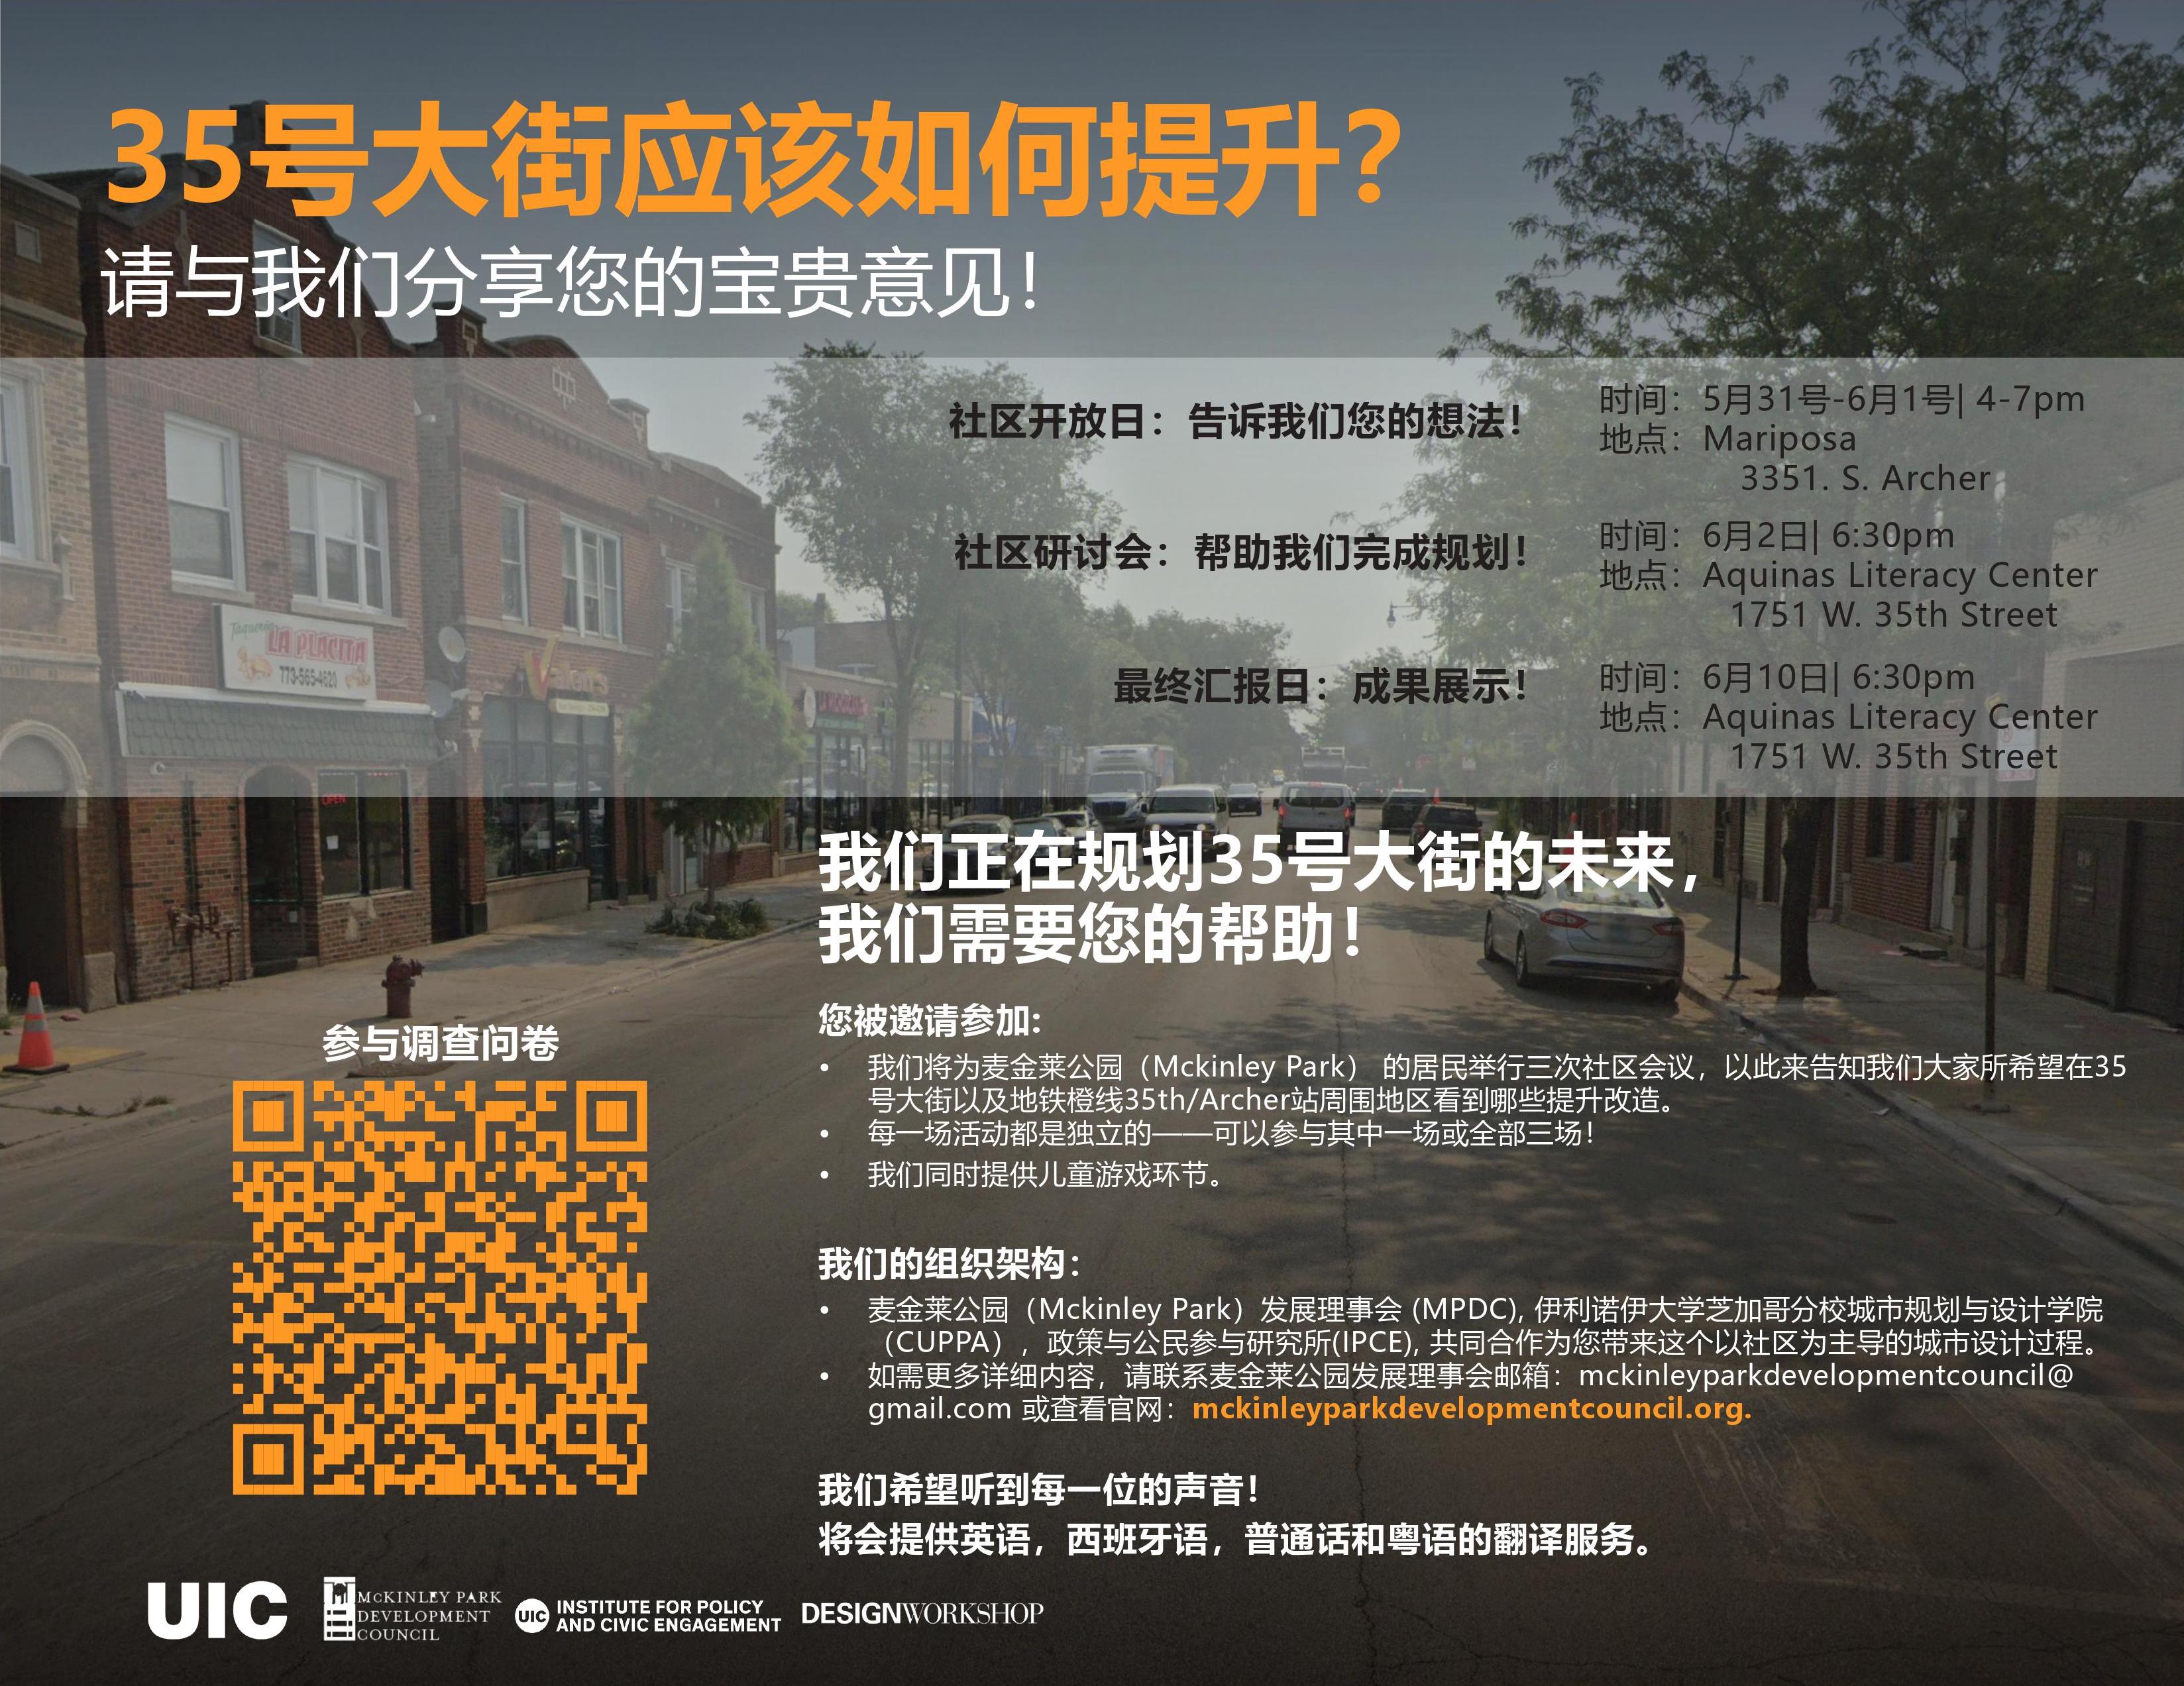 35号大街应该如何提升?
请与我们分享您的宝贵意见!
社区开放日：告诉我们您的想法!
时间：5月31号-6月1号| 4-7pm
地点：Mariposa
3351. S. Archer
社区研讨会：帮助我们完成规划!
时间：6月2日| 6:30pm
地点：Aquinas Literacy Center
1751 W. 35th Street
最终汇报日：成果展示!
时间：6月10日| 6:30pm
地点：Aquinas Literacy Center
1751 W. 35th Street
Taqueria
LA PLACITA
773-565-4620
OPEN
我们正在规划35号大街的未来，
我们需要您的帮助!
您被邀请参加:
• 我们将为麦金莱公园（Mckinley Park） 的居民举行三次社区会议，以此来告知我们大家所希望在35
号大街以及地铁橙线35th/Archer站周围地区看到哪些提升改造。
• 每一场活动都是独立的——可以参与其中一场或全部三场!
• 我们同时提供儿童游戏环节。
我们的组织架构：
• 麦金莱公园（Mckinley Park）发展理事会 (MPDC), 伊利诺伊大学芝加哥分校城市规划与设计学院
（CUPPA），政策与公民参与研究所(IPCE), 共同合作为您带来这个以社区为主导的城市设计过程。
• 如需更多详细内容，请联系麦金莱公园发展理事会邮箱：mckinleyparkdevelopmentcouncil@
gmail.com 或查看官网：mckinleyparkdevelopmentcouncil.org.
我们希望听到每一位的声音!
将会提供英语，西班牙语，普通话和粤语的翻译服务。
参与调查问卷
UIC
MCKINLEY PARK
DEVELOPMENT
COUNCIL
UIC
INSTITUTE FOR POLICY
AND CIVIC ENGAGEMENT
DESIGNWORKSHOP